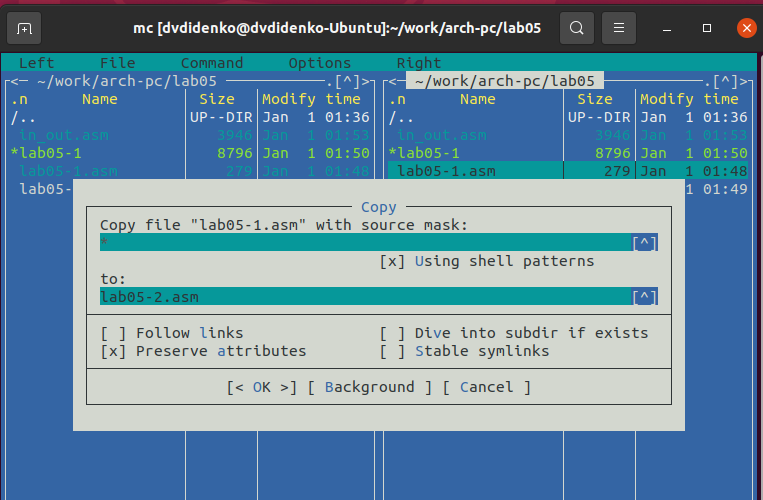 mc [dvdidenko@dvdidenko-Ubuntu]:~/work/arch-pc/lab05
Left File Command Options Right
<─ ~/work/arch-pc/lab05 ─.[^]> <─ ~/work/arch-pc/lab05 ─.[^]>
.n Name Size Modify time .n Name Size Modify time
/.. UP--DIR Jan 1 01:36 /.. UP--DIR Jan 1 01:36
in_out.asm 3946 Jan 1 01:53 in_out.asm 3946 Jan 1 01:53
*lab05-1 8796 Jan 1 01:50 *lab05-1 8796 Jan 1 01:50
lab05-1.asm 279 Jan 1 01:48 lab05-1.asm 279 Jan 1 01:48
lab05- 1 01:49
Copy
Copy file "lab05-1.asm" with source mask:
* [^]
[x] Using shell patterns
to:
lab05-2.asm [^]
[ ] Follow links [ ] Dive into subdir if exists
[x] Preserve attributes [ ] Stable symlinks
[< OK >] [ Background ] [ Cancel ]